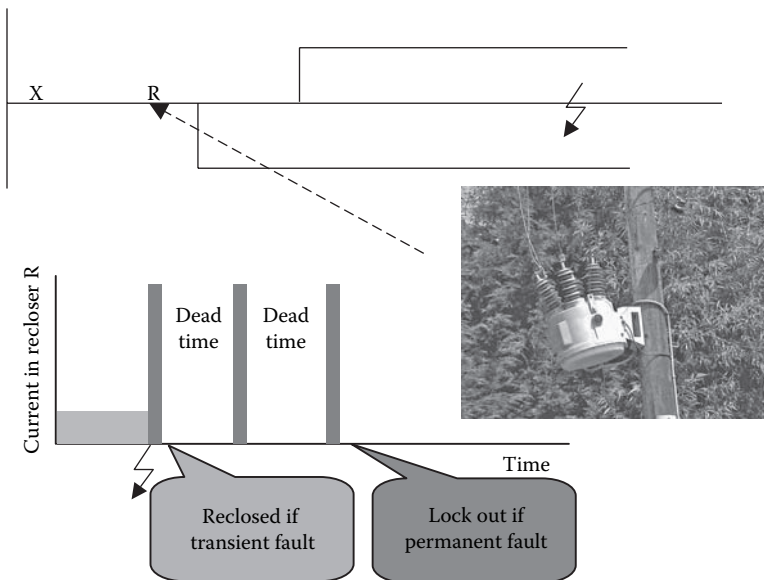 X
R
Current in recloser R
Dead
time
Dead
time
Time
Reclosed if
transient fault
Lock out if
permanent fault